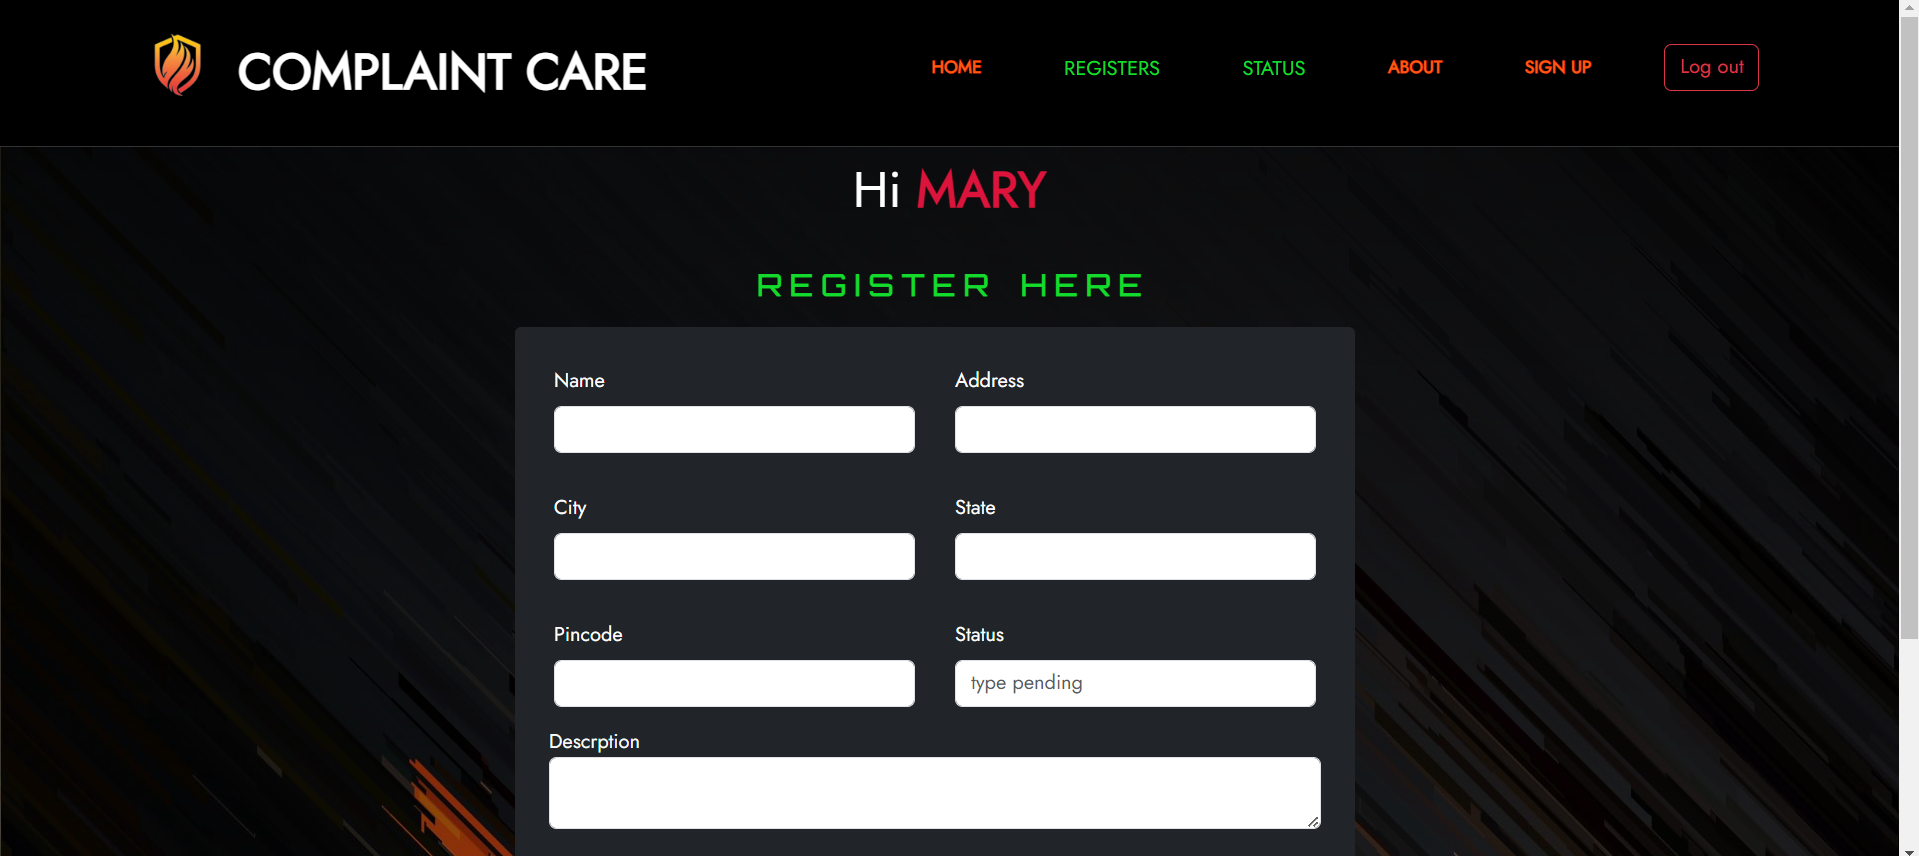 COMPLAINT CARE
HOME
REGISTERS
STATUS
ABOUT
SIGN UP
Log out
Hi MARY
REGISTER HERE
Name
Address
City
State
Pincode
Status
type pending
Descrption